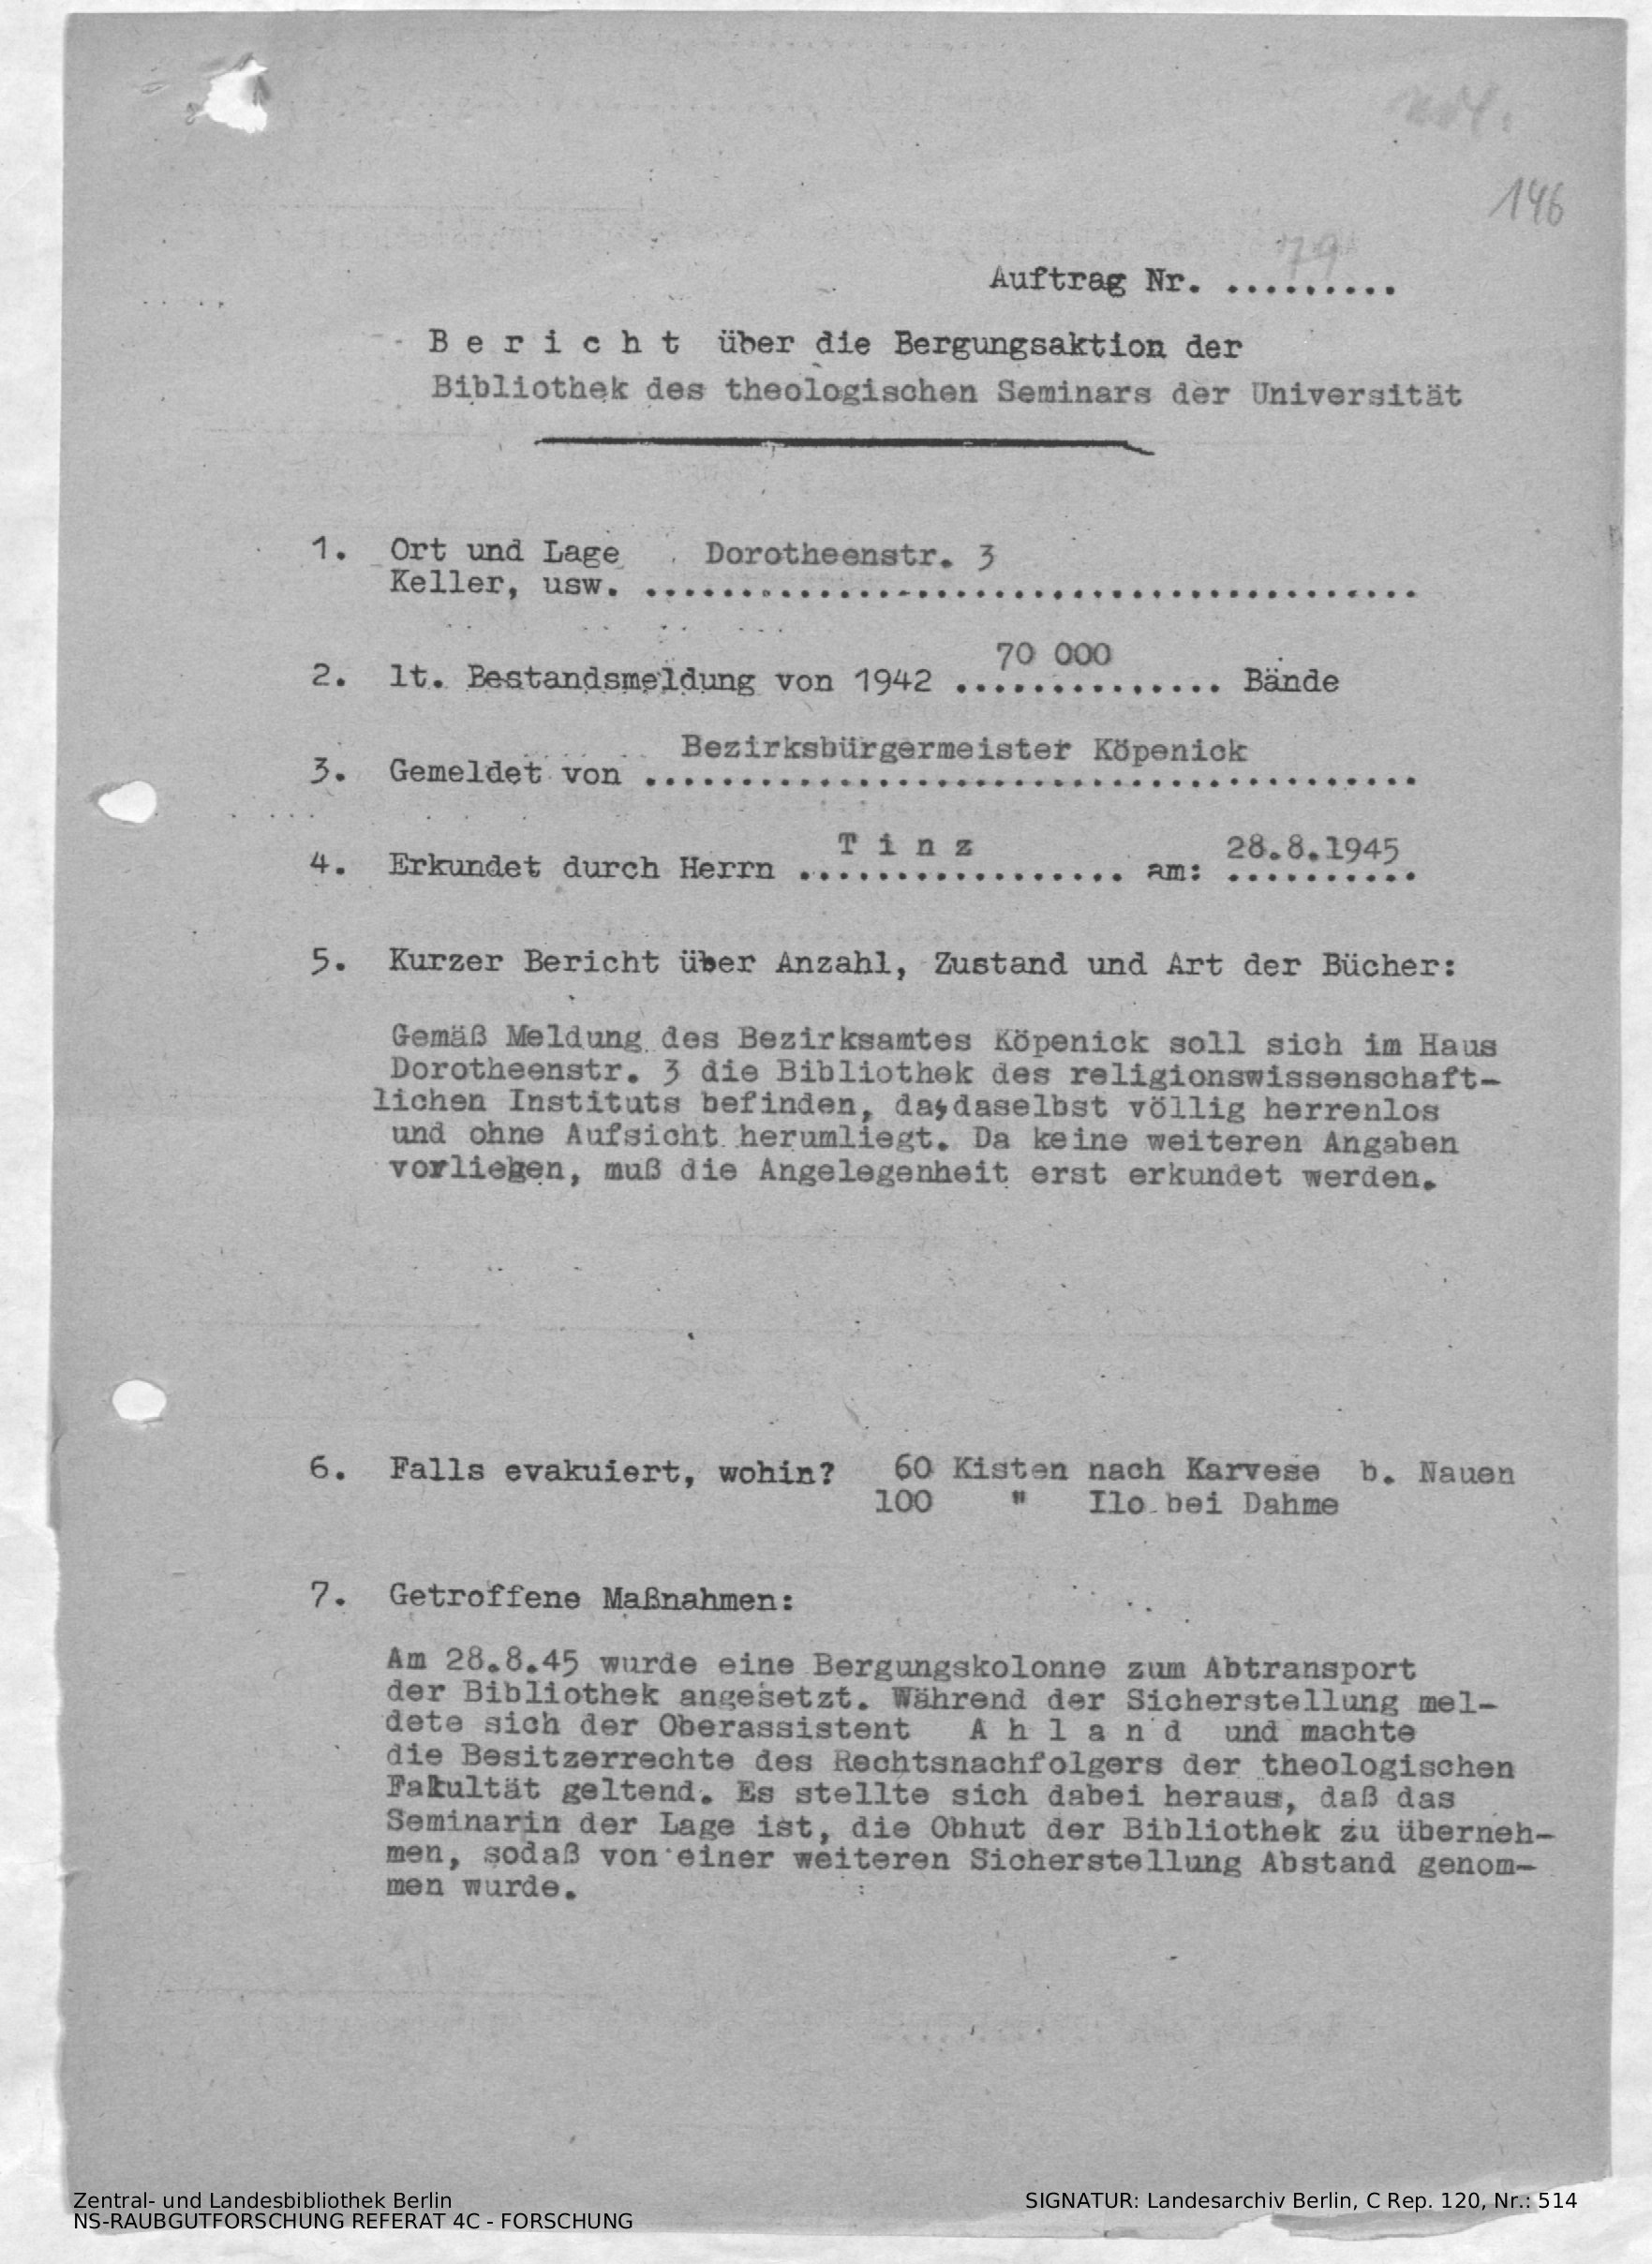 146
79
Auftrag Nr. .........
B e r i c h t über die Bergungsaktion der
Bibliothek des theologischen Seminars der Universität
1. Ort und Lage Dorotheenstr. 3
Keller, usw. ........................................
70 000
2. lt. Bestandsmeldung von 1942 .............. Bände
Bezirksbürgermeister Köpenick
3. Gemeldet von ........................................
T i n z 28.8.1945
4. Erkundet durch Herrn ................. am: ..........
5. Kurzer Bericht über Anzahl, Zustand und Art der Bücher:
Gemäß Meldung des Bezirksamtes Köpenick soll sich im Haus
Dorotheenstr. 3 die Bibliothek des religionswissenschaft-
lichen Instituts befinden, da,daselbst völlig herrenlos
und ohne Aufsicht herumliegt. Da keine weiteren Angaben
vorliegen, muß die Angelegenheit erst erkundet werden.
6. Falls evakuiert, wohin? 60 Kisten nach Karvese b. Nauen
100 " Ilo bei Dahme
7. Getroffene Maßnahmen:
Am 28.8.45 wurde eine Bergungskolonne zum Abtransport
der Bibliothek angesetzt. Während der Sicherstellung mel-
dete sich der Oberassistent A h l a n d und machte
die Besitzerrechte des Rechtsnachfolgers der theologischen
Fakultät geltend. Es stellte sich dabei heraus, daß das
Seminarin der Lage ist, die Obhut der Bibliothek zu überneh-
men, sodaß von einer weiteren Sicherstellung Abstand genom-
men wurde.
Zentral- und Landesbibliothek Berlin
NS-RAUBGUTFORSCHUNG REFERAT 4C - FORSCHUNG
SIGNATUR: Landesarchiv Berlin, C Rep. 120, Nr.: 514